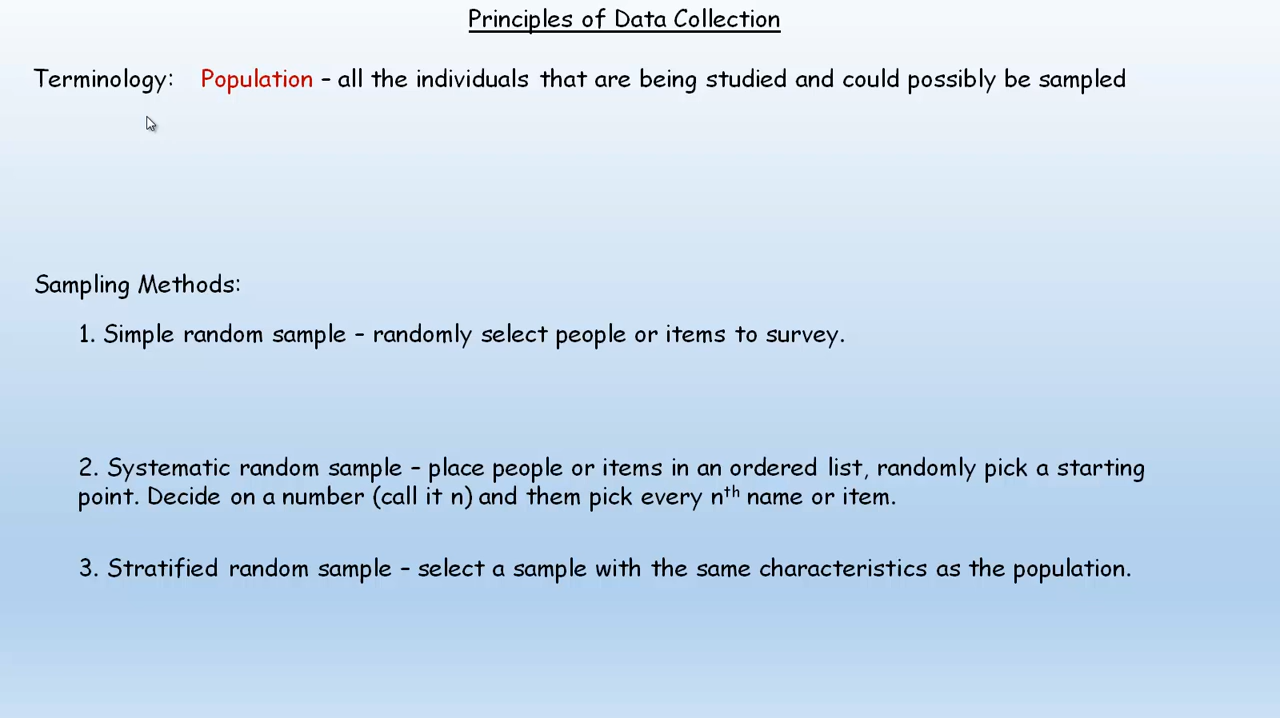 Principles of Data Collection
Terminology: Population – all the individuals that are being studied and could possibly be sampled
Sampling Methods:
1. Simple random sample – randomly select people or items to survey.
2. Systematic random sample – place people or items in an ordered list, randomly pick a starting
point. Decide on a number (call it n) and them pick every nth name or item.
3. Stratified random sample – select a sample with the same characteristics as the population.